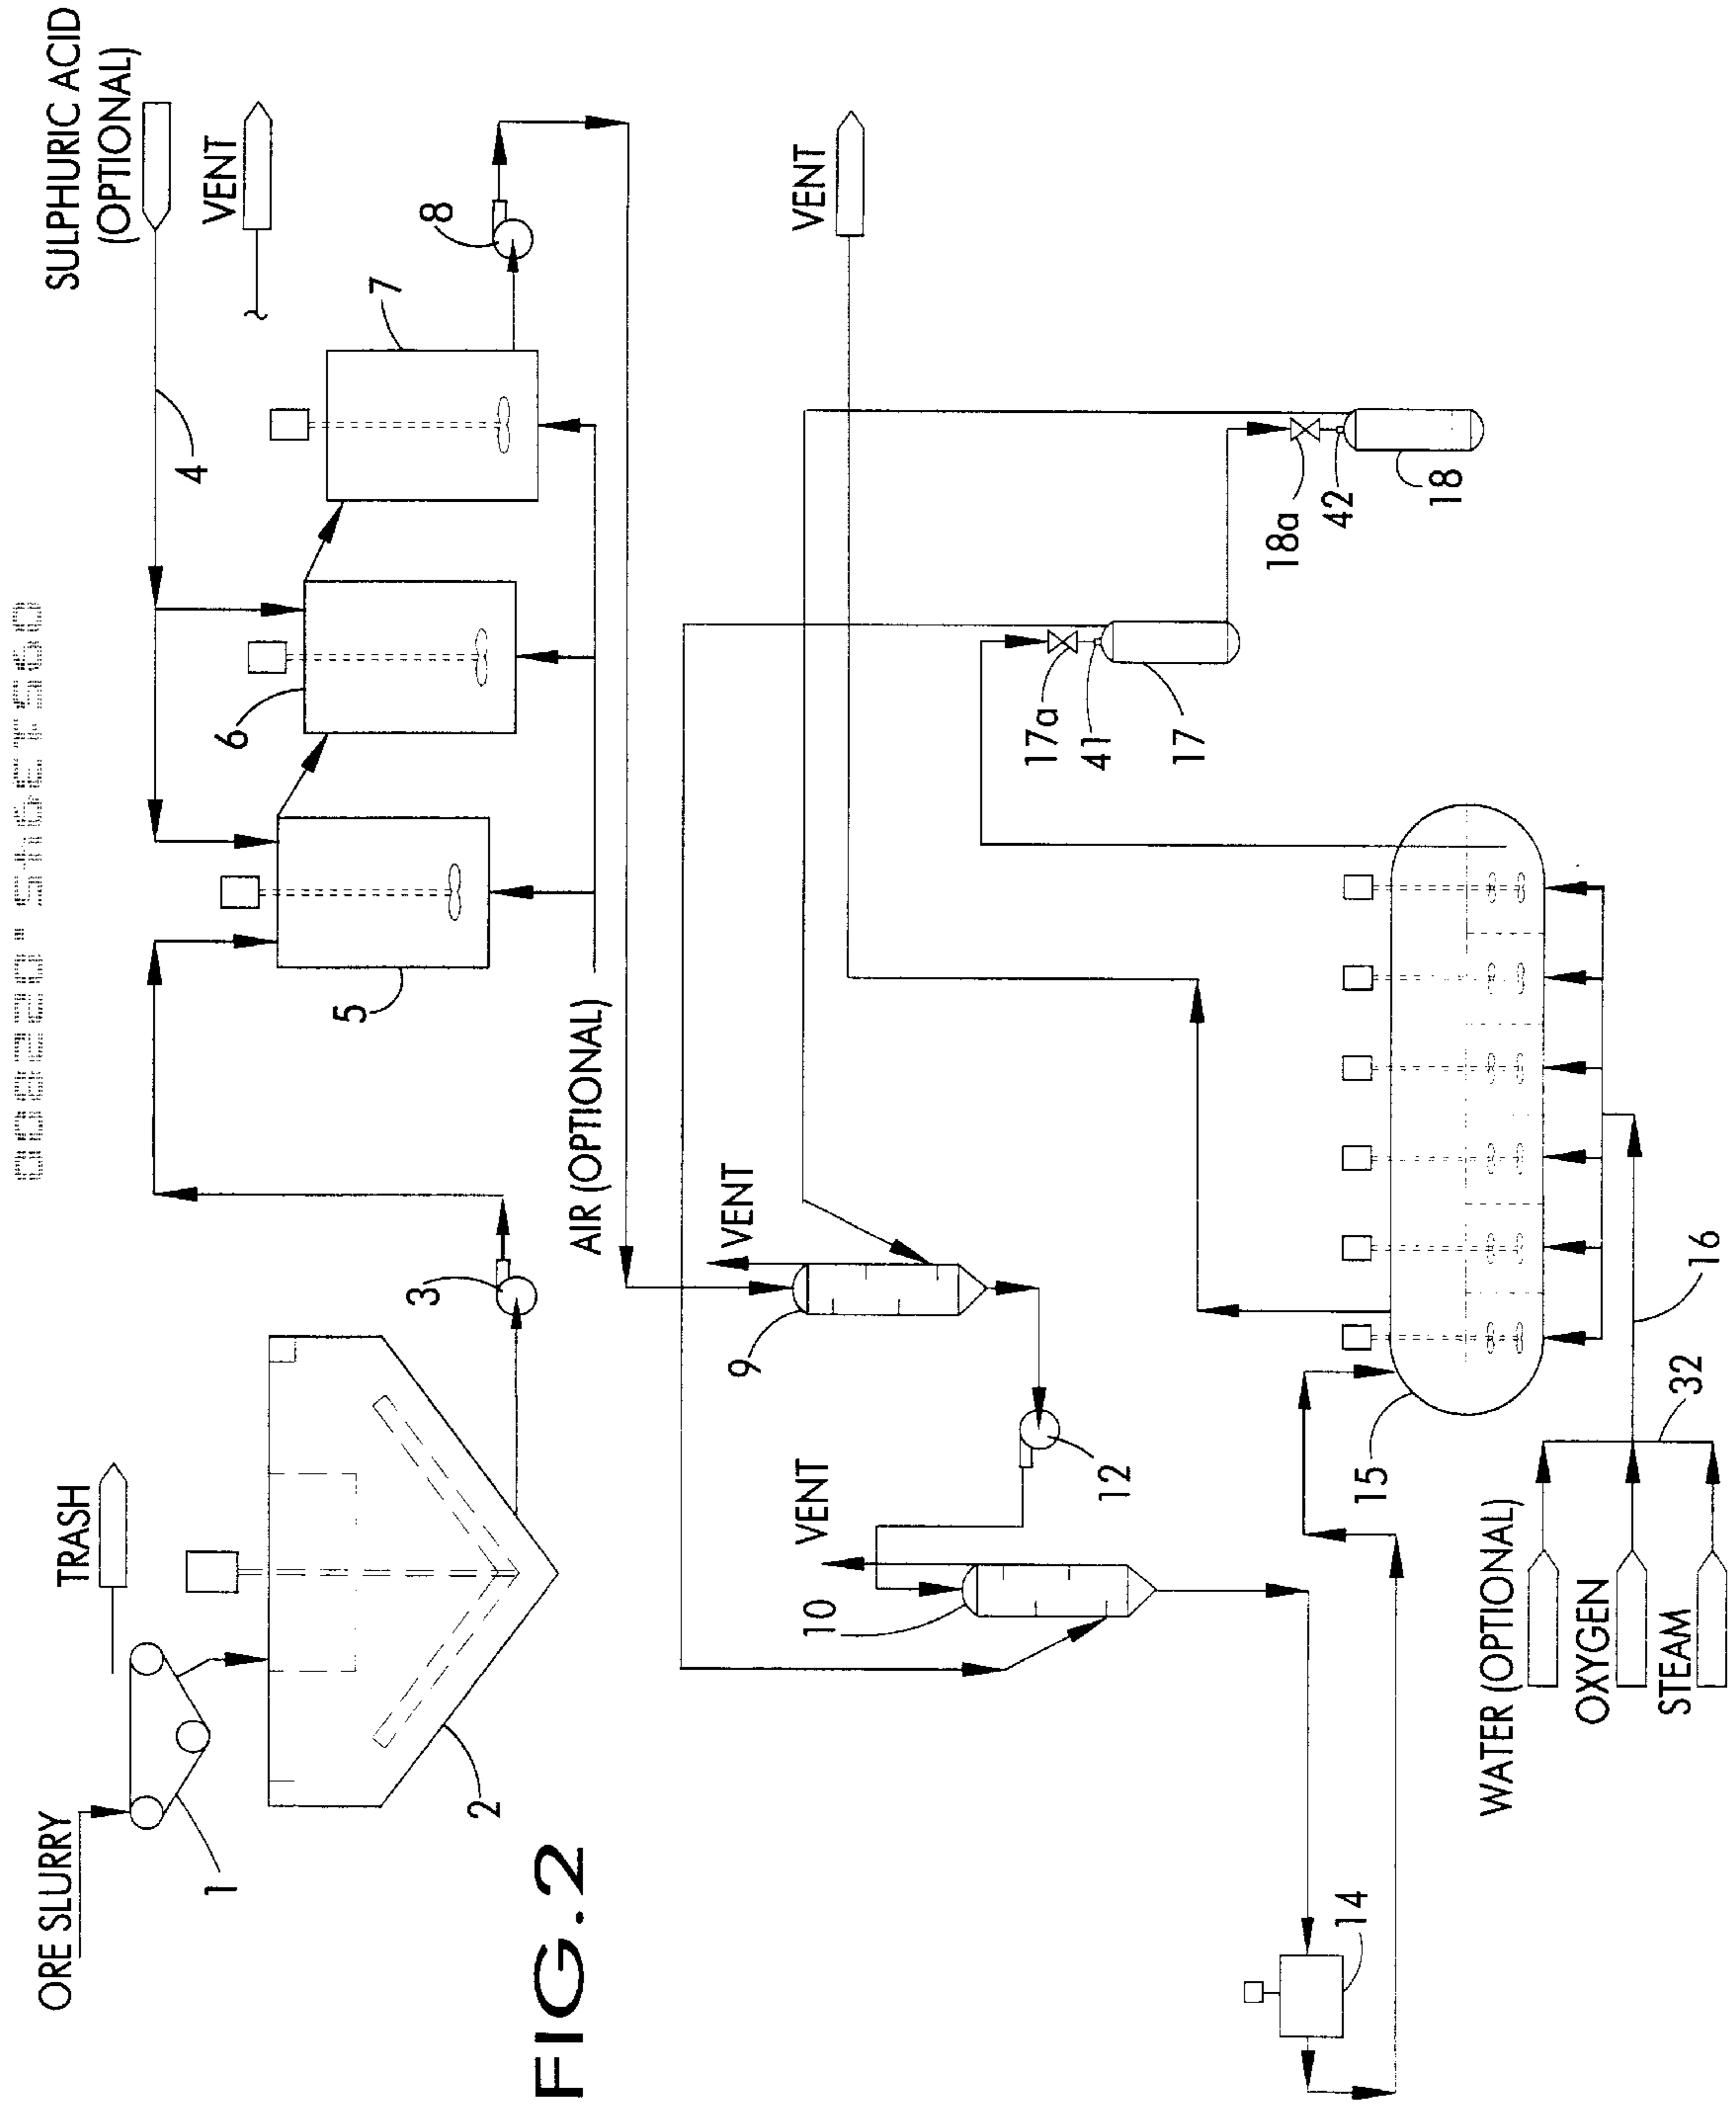 ORE SLURRY
TRASH
SULPHURIC ACID
(OPTIONAL)
VENT
1
2
3
4
5
6
7
8
AIR (OPTIONAL)
FIG.2
VENT
9
VENT
10
12
VENT
17a
41
17
18a
42
18
14
15
16
32
WATER (OPTIONAL)
OXYGEN
STEAM